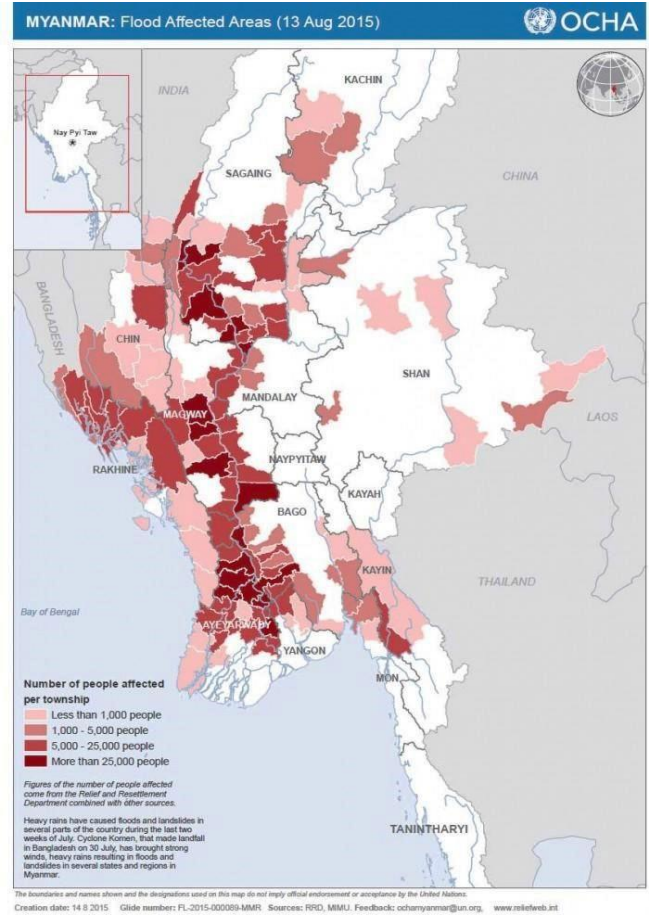 MYANMAR: Flood Affected Areas (13 Aug 2015)
OCHA
Nay Pyi Taw
INDIA
KACHIN
SAGAING
CHINA
BANGLADESH
CHIN
SHAN
MANDALAY
MAGWAY
LAOS
NAYPYITAW
RAKHINE
KAYAH
BAGO
KAYIN
THAILAND
Bay of Bengal
AYEYARWADY
YANGON
MON
TANINTHARYI
Number of people affected
per township
Less than 1,000 people
1,000 - 5,000 people
5,000 - 25,000 people
More than 25,000 people
Figures of the number of people affected
come from the Relief and Resettlement
Department combined with other sources.
Heavy rains have caused floods and landslides in
several parts of the country during the last two
weeks of July. Cyclone Komen, that made landfall
in Bangladesh on 30 July, has brought strong
winds, heavy rains resulting in floods and
landslides in several states and regions in
Myanmar.
The boundaries and names shown and the designations used on this map do not imply official endorsement or acceptance by the United Nations.
Creation date: 14 8 2015 Glide number: FL-2015-000089-MMR Sources: RRD, MIMU. Feedback: ochamyanmar@un.org, www.reliefweb.int